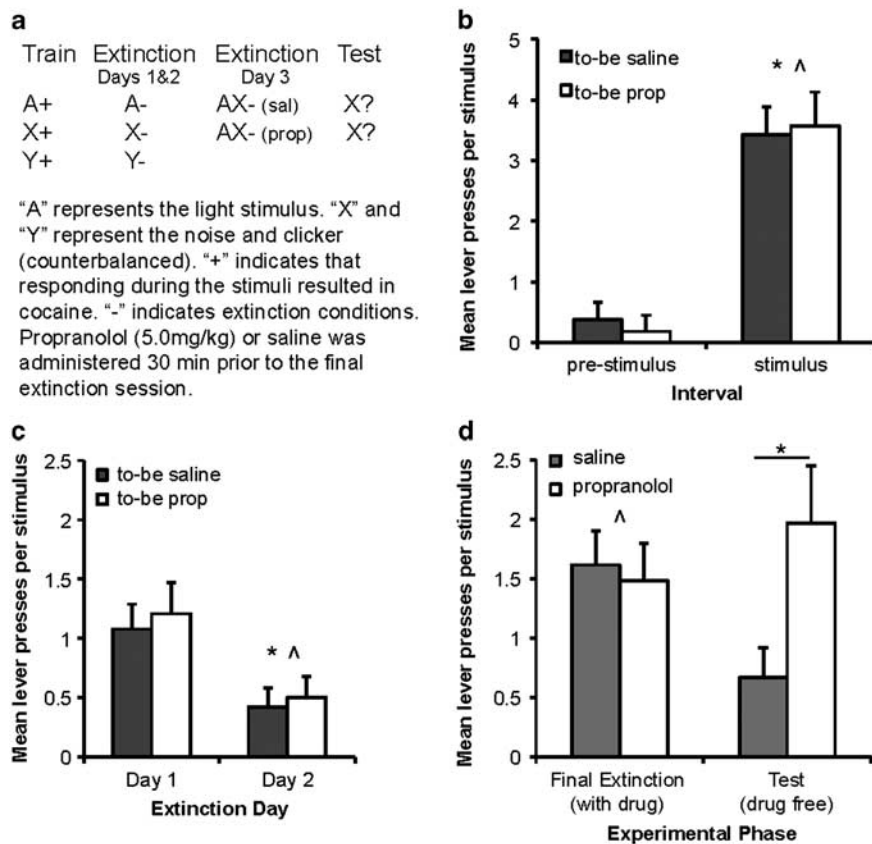 a
Train Extinction Extinction Test
Days 1&2 Day 3
A+ A- AX- (sal) X?
X+ X- AX- (prop) X?
Y+ Y-
“A” represents the light stimulus. “X” and
“Y” represent the noise and clicker
(counterbalanced). “+” indicates that
responding during the stimuli resulted in
cocaine. “-” indicates extinction conditions.
Propranolol (5.0mg/kg) or saline was
administered 30 min prior to the final
extinction session.
b
Mean lever presses per stimulus
5
4
3
2
1
0
to-be saline
to-be prop
* ^
pre-stimulus stimulus
Interval
c
Mean lever presses per stimulus
2.5
2
1.5
1
0.5
0
to-be saline
to-be prop
* ^
Day 1 Day 2
Extinction Day
d
Mean lever presses per stimulus
2.5
2
1.5
1
0.5
0
saline
propranolol
^
*
Final Extinction Test
(with drug) (drug free)
Experimental Phase